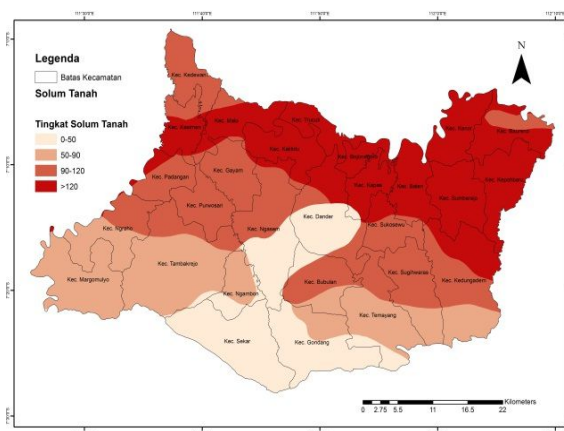 N
Legenda
Batas Kecamatan
Solum Tanah
Tingkat Solum Tanah
0-50
50-90
90-120
>120
Kec. Kedewan
Kec. Malo
Kec. Trucuk
Kec. Kasiman
Kec. Kalitidu
Kec. Kanor
Kec. Baureno
Kec. Padangan
Kec. Gayam
Kec. Kapas
Kec. Balen
Kec. Sumberejo
Kec. Kepohbaru
Kec. Purwosari
Kec. Dander
Kec. Ngraho
Kec. Ngasem
Kec. Sukosewu
Kec. Tambakrejo
Kec. Margomulyo
Kec. Bubulan
Kec. Sugihwaras
Kec. Kedungadem
Kec. Ngambon
Kec. Temayang
Kec. Sekar
Kec. Gondang
Kilometers
0 2.75 5.5 11 16.5 22